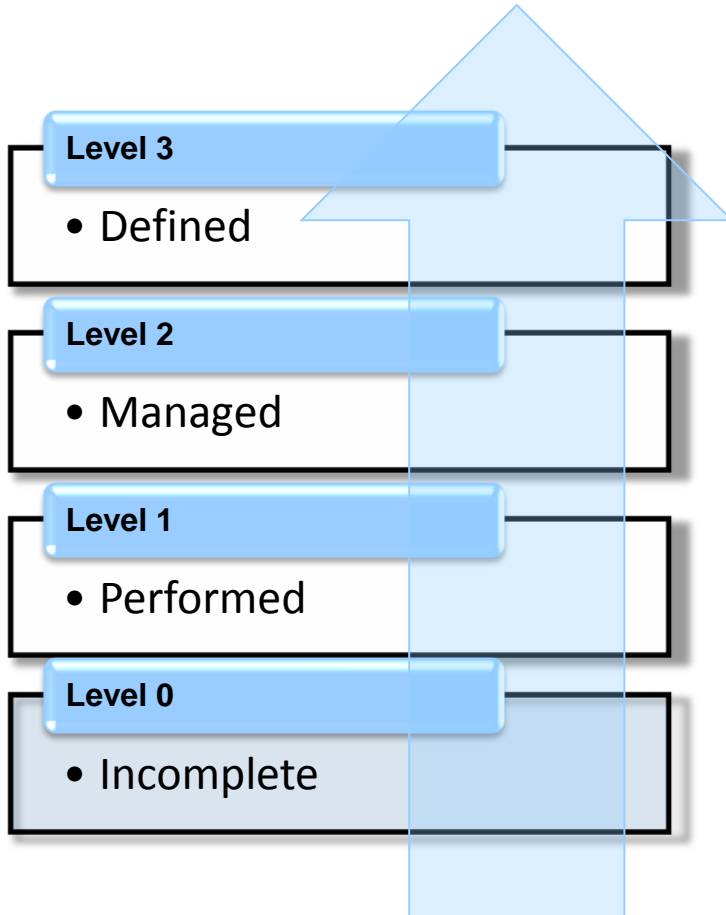 Level 3
• Defined
Level 2
• Managed
Level 1
• Performed
Level 0
• Incomplete